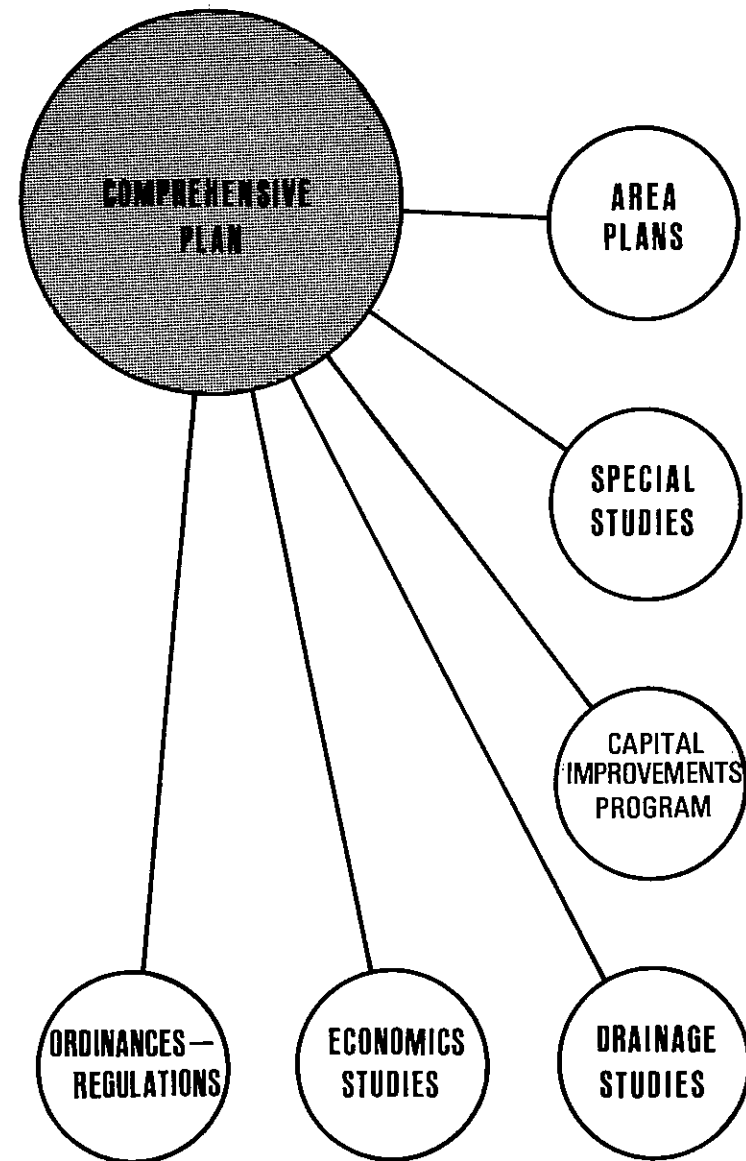 COMPREHENSIVE
PLAN
AREA
PLANS
SPECIAL
STUDIES
CAPITAL
IMPROVEMENTS
PROGRAM
ORDINANCES—
REGULATIONS
ECONOMICS
STUDIES
DRAINAGE
STUDIES